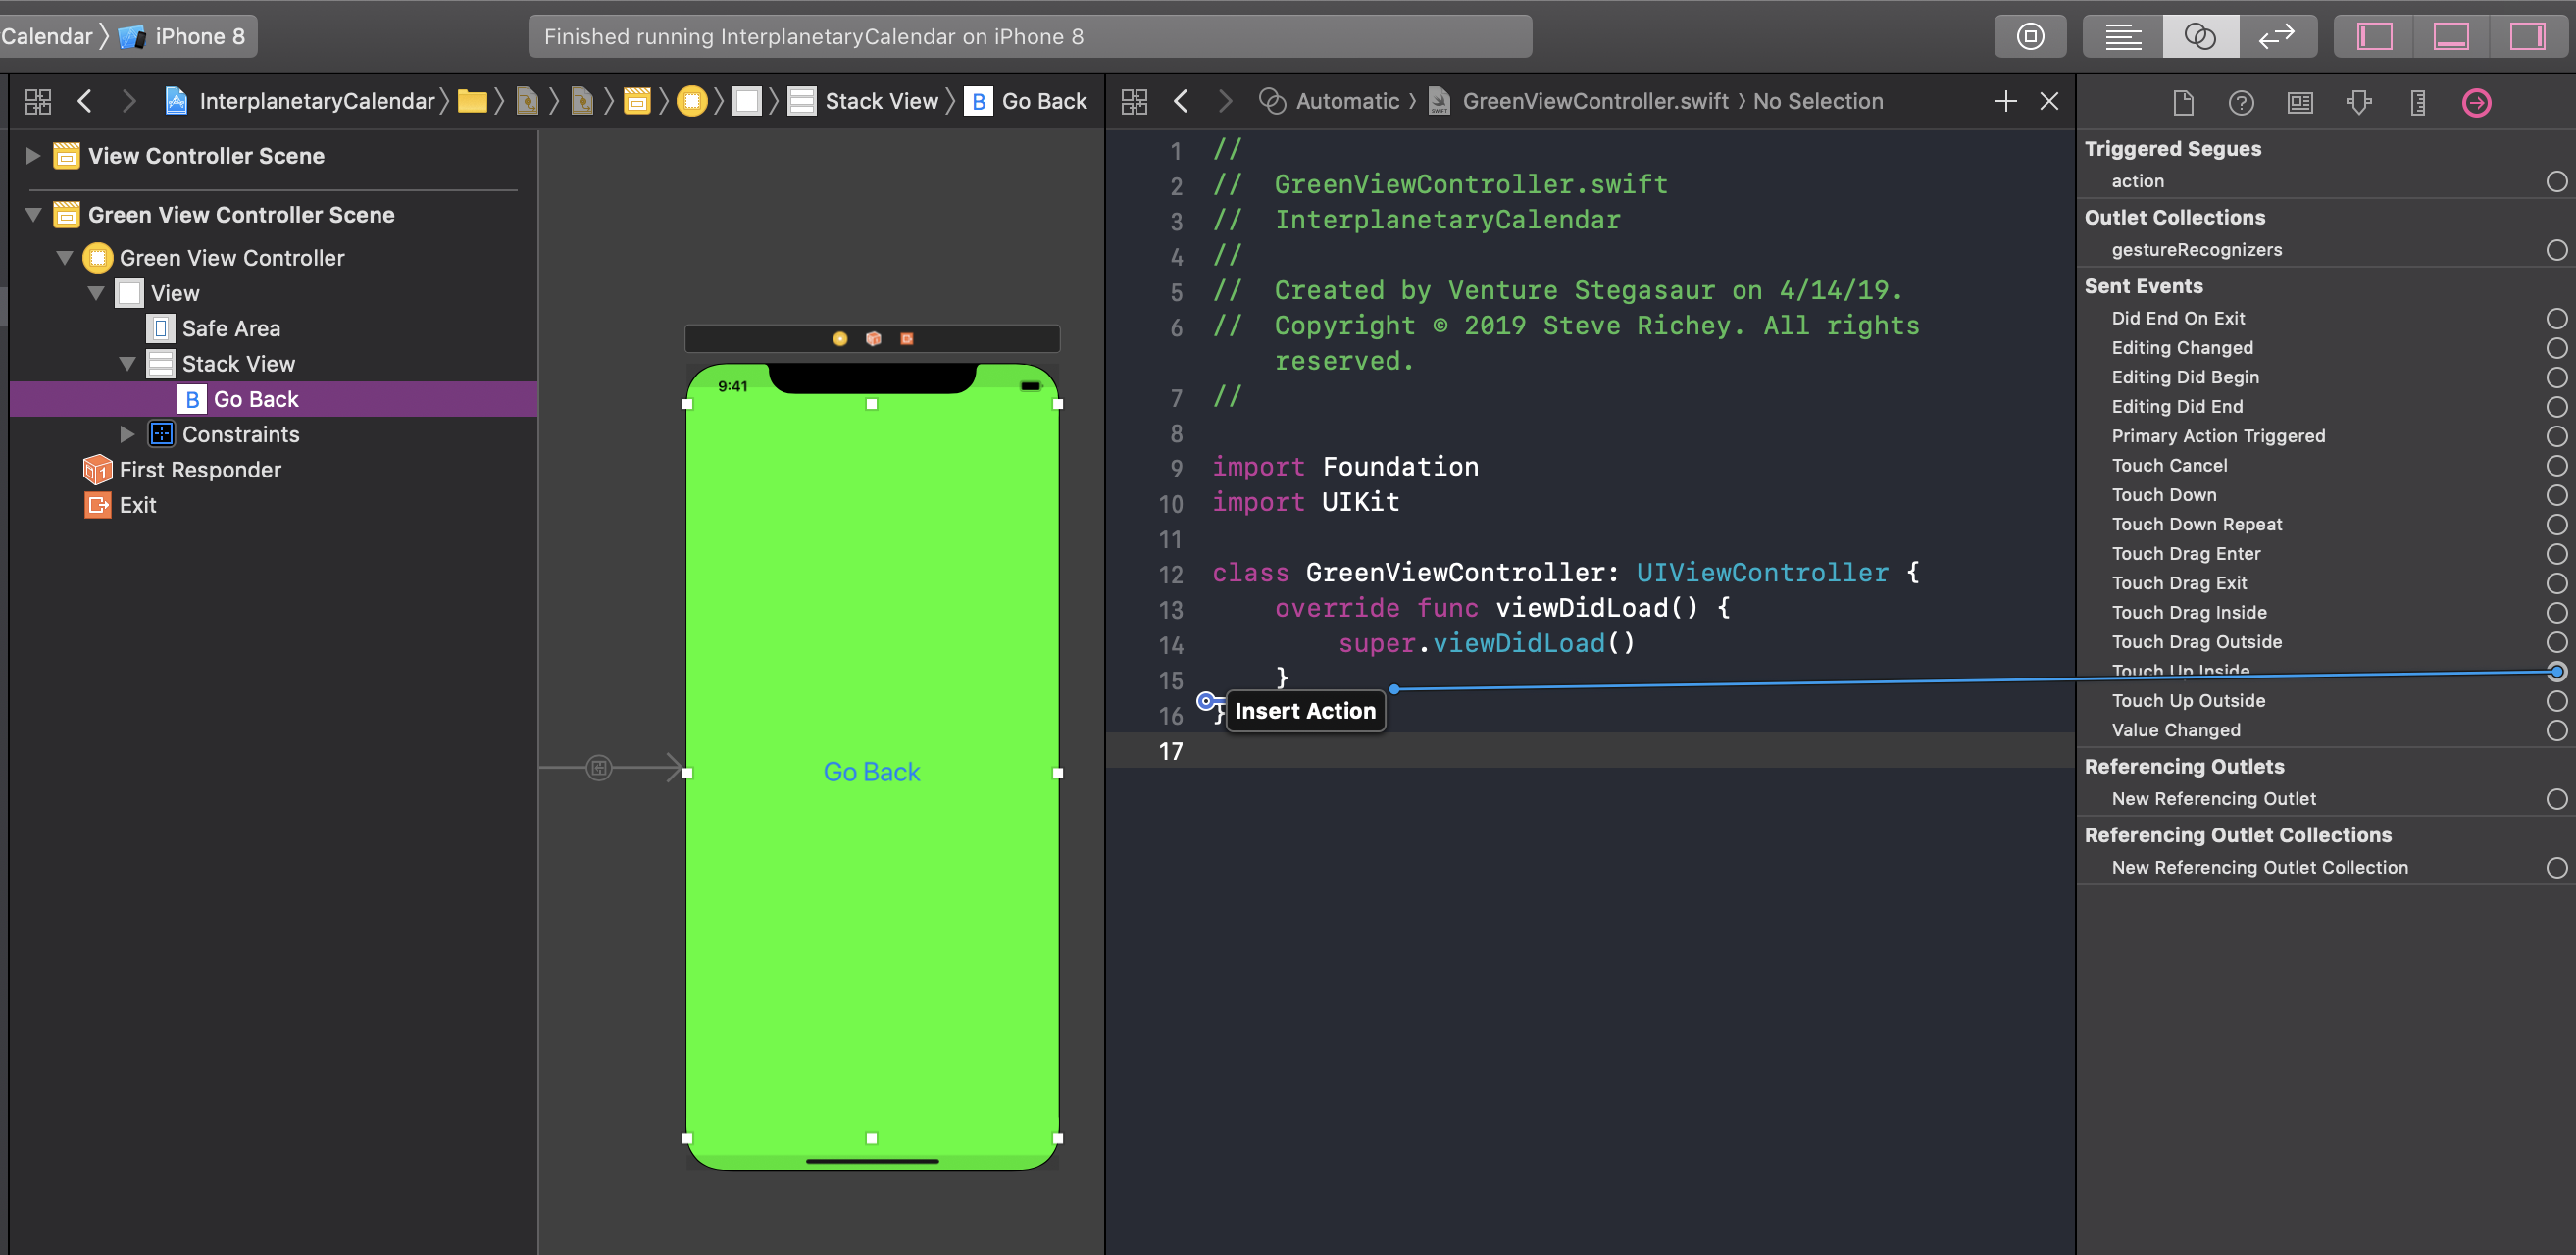 Calendar
iPhone 8
Finished running InterplanetaryCalendar on iPhone 8
InterplanetaryCalendar
Stack View
B
Go Back
Automatic
GreenViewController.swift
No Selection
View Controller Scene
Green View Controller Scene
Green View Controller
View
Safe Area
Stack View
B Go Back
Constraints
First Responder
Exit
9:41
Go Back
1 //
2 //  GreenViewController.swift
3 //  InterplanetaryCalendar
4 //
5 //  Created by Venture Stegasaur on 4/14/19.
6 //  Copyright © 2019 Steve Richey. All rights
reserved.
7 //
8
9 import Foundation
10 import UIKit
11
12 class GreenViewController: UIViewController {
13     override func viewDidLoad() {
14         super.viewDidLoad()
15     }
16 }
Insert Action
17
Triggered Segues
action
Outlet Collections
gestureRecognizers
Sent Events
Did End On Exit
Editing Changed
Editing Did Begin
Editing Did End
Primary Action Triggered
Touch Cancel
Touch Down
Touch Down Repeat
Touch Drag Enter
Touch Drag Exit
Touch Drag Inside
Touch Drag Outside
Touch Up Inside
Touch Up Outside
Value Changed
Referencing Outlets
New Referencing Outlet
Referencing Outlet Collections
New Referencing Outlet Collection